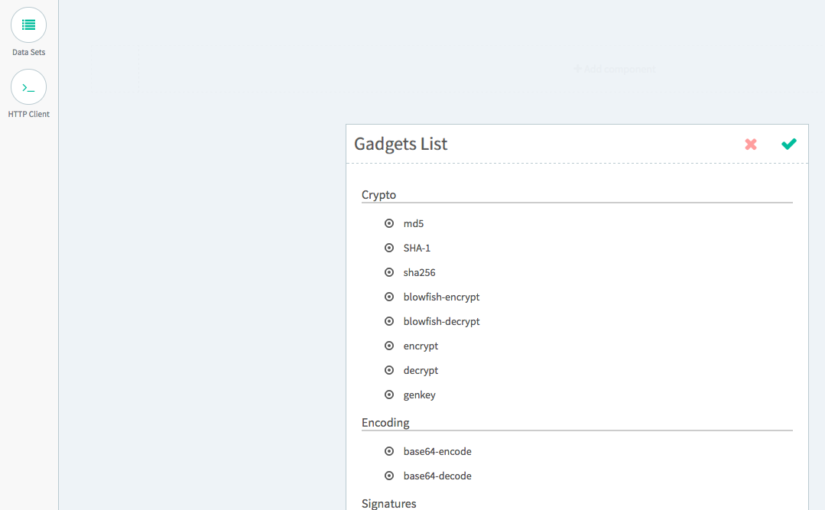 Data Sets
>_
HTTP Client
Gadgets List
Crypto
md5
SHA-1
sha256
blowfish-encrypt
blowfish-decrypt
encrypt
decrypt
genkey
Encoding
base64-encode
base64-decode
Signatures